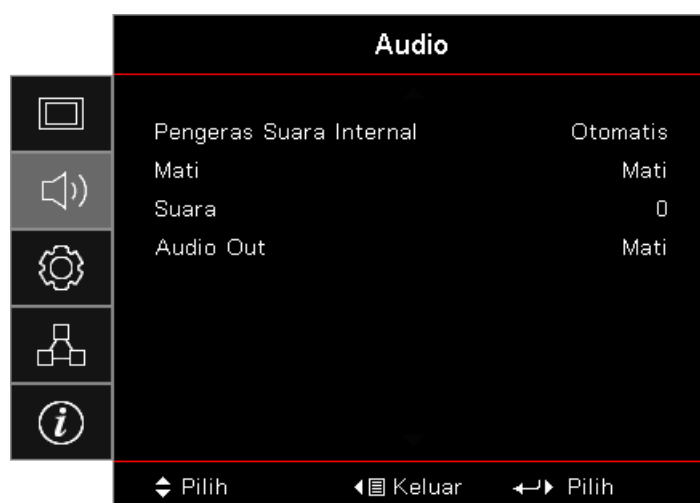 Audio
Pengeras Suara Internal Otomatis
Mati Mati
Suara 0
Audio Out Mati
Pilih Keluar Pilih